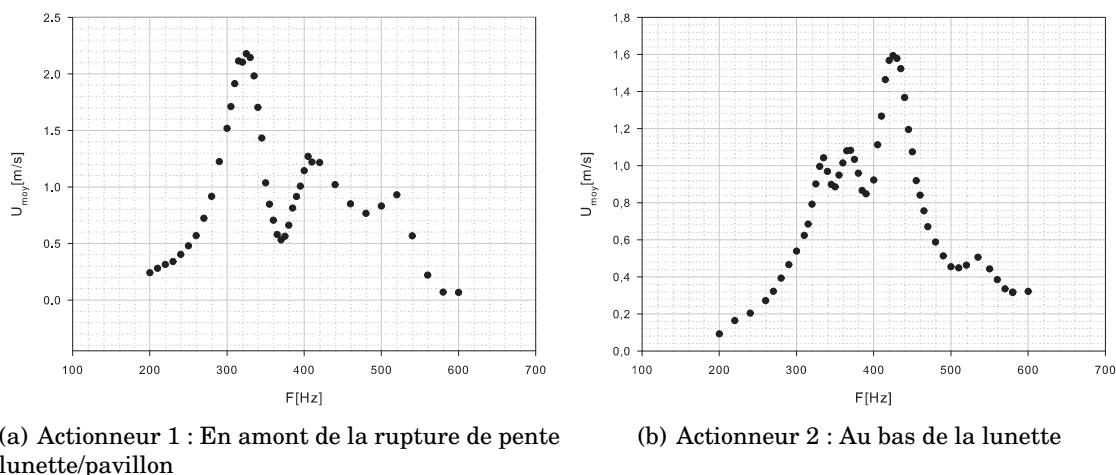 2.5
2.0
1.5
1.0
0.5
0,0
U_moy[m/s]
100 200 300 400 500 600 700
F[Hz]
(a) Actionneur 1 : En amont de la rupture de pente
lunette/pavillon
1,8
1,6
1,4
1,2
1,0
0,8
0,6
0,4
0,2
0,0
U_moy[m/s]
100 200 300 400 500 600 700
F[Hz]
(b) Actionneur 2 : Au bas de la lunette